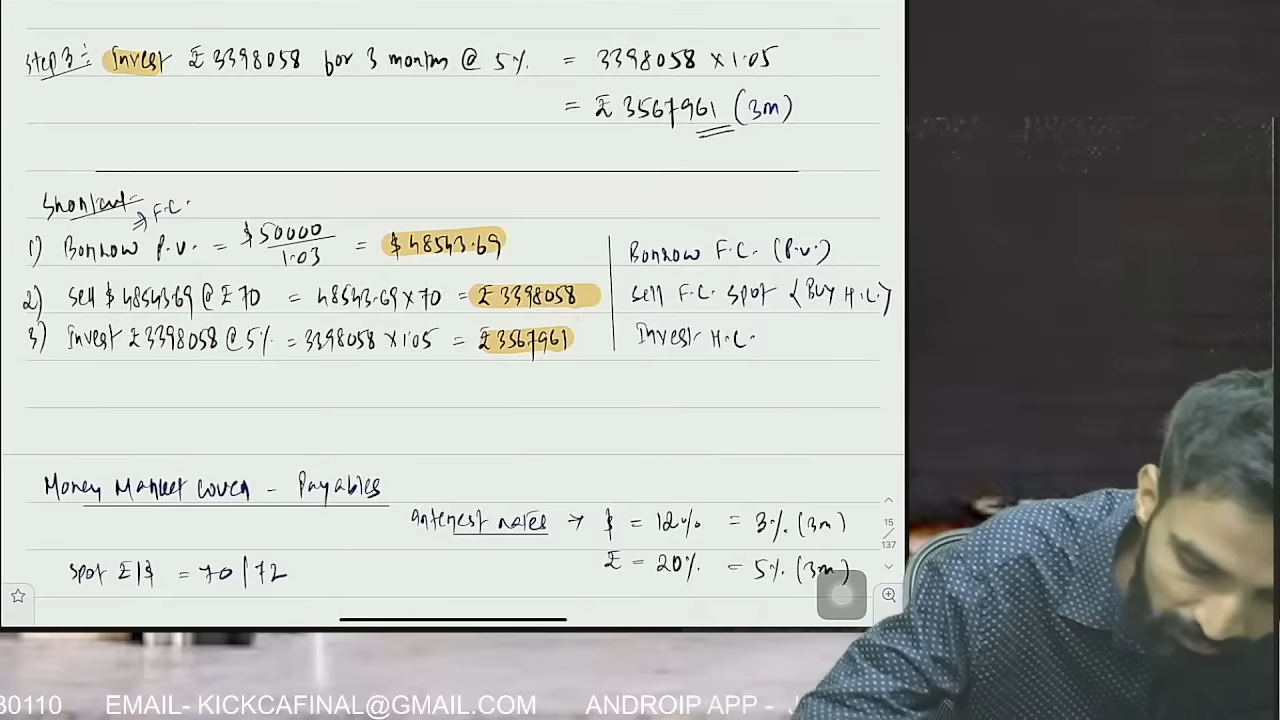 Step 3:- Invest ₹ 3398058 for 3 months @ 5% = 3398058 × 1.05
= ₹ 3567961 (3m)
Shortcut
⇒ F.C.
1) Borrow P.V. = $50000 / 1.03 = $ 48543.69
Borrow F.C. (P.V.)
2) Sell $ 48543.69 @ ₹70 = 48543.69 × 70 = ₹ 3398058
Sell F.C. Spot (Buy H.C.)
3) Invest ₹3398058 @ 5% = 3398058 × 1.05 = ₹ 3567961
Invest H.C.
Money Market Cover - Payables
Interest rates → $ = 12% = 3% (3m)
Spot ₹/$ = 70/72
₹ = 20% = 5% (3m)
15
137
30110 EMAIL- KICKCAFINAL@GMAIL.COM ANDROIP APP - J